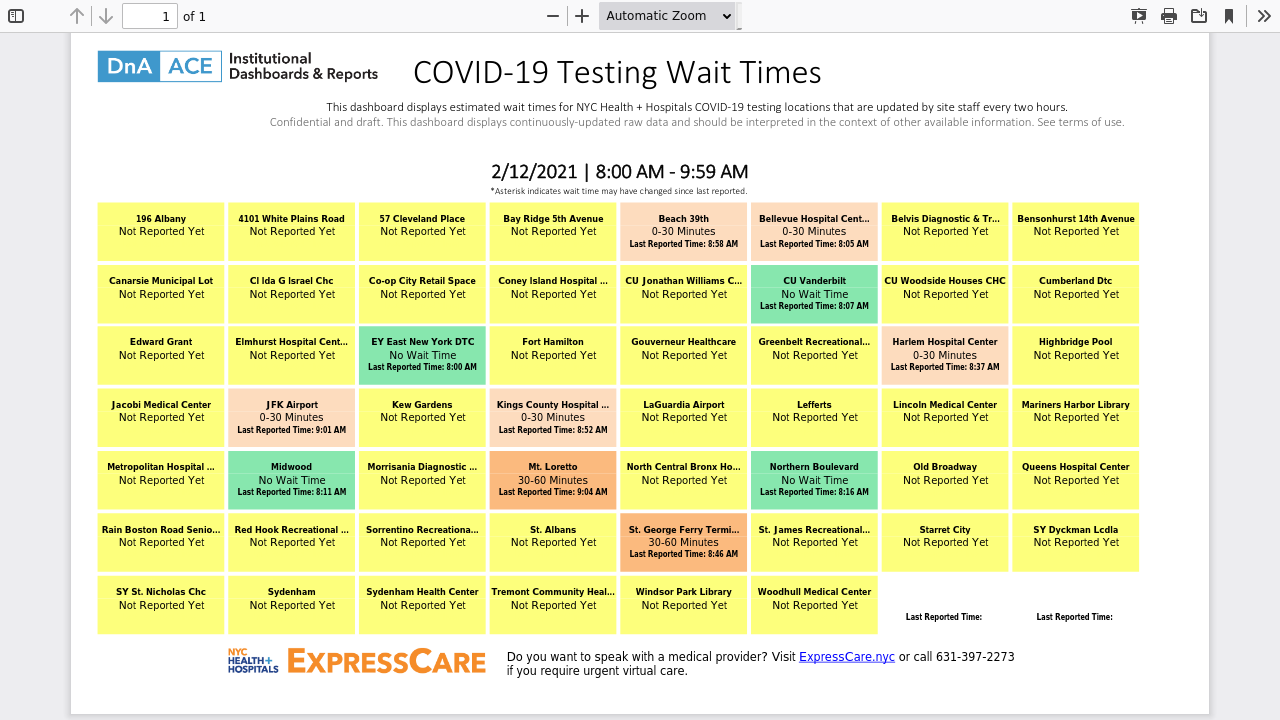 1 of 1 Automatic Zoom
DnA ACE Institutional Dashboards & Reports
COVID-19 Testing Wait Times
This dashboard displays estimated wait times for NYC Health + Hospitals COVID-19 testing locations that are updated by site staff every two hours.
Confidential and draft. This dashboard displays continuously-updated raw data and should be interpreted in the context of other available information. See terms of use.
2/12/2021 | 8:00 AM - 9:59 AM
*Asterisk indicates wait time may have changed since last reported.
196 Albany
Not Reported Yet
4101 White Plains Road
Not Reported Yet
57 Cleveland Place
Not Reported Yet
Bay Ridge 5th Avenue
Not Reported Yet
Beach 39th
0-30 Minutes
Last Reported Time: 8:58 AM
Bellevue Hospital Cent...
0-30 Minutes
Last Reported Time: 8:05 AM
Belvis Diagnostic & Tr...
Not Reported Yet
Bensonhurst 14th Avenue
Not Reported Yet
Canarsie Municipal Lot
Not Reported Yet
Cl Ida G Israel Chc
Not Reported Yet
Co-op City Retail Space
Not Reported Yet
Coney Island Hospital ...
Not Reported Yet
CU Jonathan Williams C...
Not Reported Yet
CU Vanderbilt
No Wait Time
Last Reported Time: 8:07 AM
CU Woodside Houses CHC
Not Reported Yet
Cumberland Dtc
Not Reported Yet
Edward Grant
Not Reported Yet
Elmhurst Hospital Cent...
Not Reported Yet
EY East New York DTC
No Wait Time
Last Reported Time: 8:00 AM
Fort Hamilton
Not Reported Yet
Gouverneur Healthcare
Not Reported Yet
Greenbelt Recreational...
Not Reported Yet
Harlem Hospital Center
0-30 Minutes
Last Reported Time: 8:37 AM
Highbridge Pool
Not Reported Yet
Jacobi Medical Center
Not Reported Yet
JFK Airport
0-30 Minutes
Last Reported Time: 9:01 AM
Kew Gardens
Not Reported Yet
Kings County Hospital ...
0-30 Minutes
Last Reported Time: 8:52 AM
LaGuardia Airport
Not Reported Yet
Lefferts
Not Reported Yet
Lincoln Medical Center
Not Reported Yet
Mariners Harbor Library
Not Reported Yet
Metropolitan Hospital ...
Not Reported Yet
Midwood
No Wait Time
Last Reported Time: 8:11 AM
Morrisania Diagnostic ...
Not Reported Yet
Mt. Loretto
30-60 Minutes
Last Reported Time: 9:04 AM
North Central Bronx Ho...
Not Reported Yet
Northern Boulevard
No Wait Time
Last Reported Time: 8:16 AM
Old Broadway
Not Reported Yet
Queens Hospital Center
Not Reported Yet
Rain Boston Road Senio...
Not Reported Yet
Red Hook Recreational ...
Not Reported Yet
Sorrentino Recreationa...
Not Reported Yet
St. Albans
Not Reported Yet
St. George Ferry Termi...
30-60 Minutes
Last Reported Time: 8:46 AM
St. James Recreational...
Not Reported Yet
Starret City
Not Reported Yet
SY Dyckman Lcdla
Not Reported Yet
SY St. Nicholas Chc
Not Reported Yet
Sydenham
Not Reported Yet
Sydenham Health Center
Not Reported Yet
Tremont Community Heal...
Not Reported Yet
Windsor Park Library
Not Reported Yet
Woodhull Medical Center
Not Reported Yet
Last Reported Time:
Last Reported Time:
NYC
HEALTH+
HOSPITALS
EXPRESSCARE
Do you want to speak with a medical provider? Visit ExpressCare.nyc or call 631-397-2273
if you require urgent virtual care.